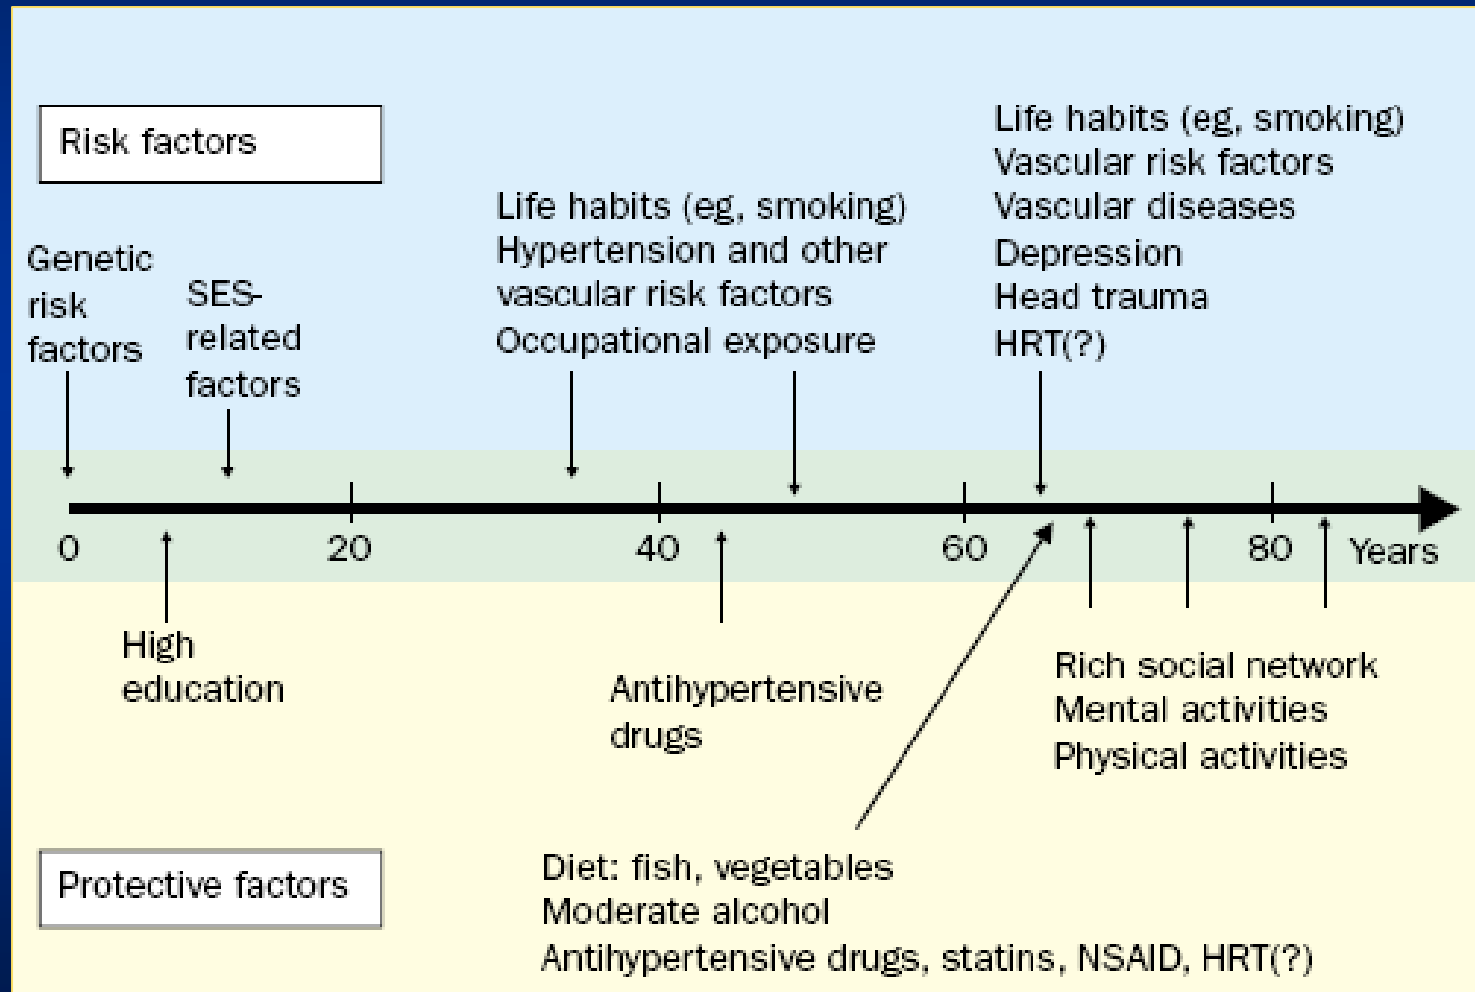 Risk factors
Genetic
risk
factors
SES-
related
factors
Life habits (eg, smoking)
Hypertension and other
vascular risk factors
Occupational exposure
Life habits (eg, smoking)
Vascular risk factors
Vascular diseases
Depression
Head trauma
HRT(?)
0 20 40 60 80 Years
High
education
Antihypertensive
drugs
Rich social network
Mental activities
Physical activities
Protective factors
Diet: fish, vegetables
Moderate alcohol
Antihypertensive drugs, statins, NSAID, HRT(?)